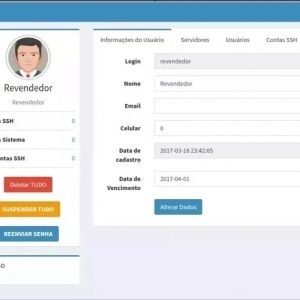 Revendedor
Revendedor
SSH 0
Sistema 0
ntas SSH 0
Deletar TUDO
SUSPENDER TUDO
REENVIAR SENHA
Informações do Usuário Servidores Usuários Contas SSH
Login revendedor
Nome Revendedor
Email
Celular 0
Data de
cadastro
2017-03-18 23:42:05
Data de
Vencimento
2017-04-01
Alterar Dados